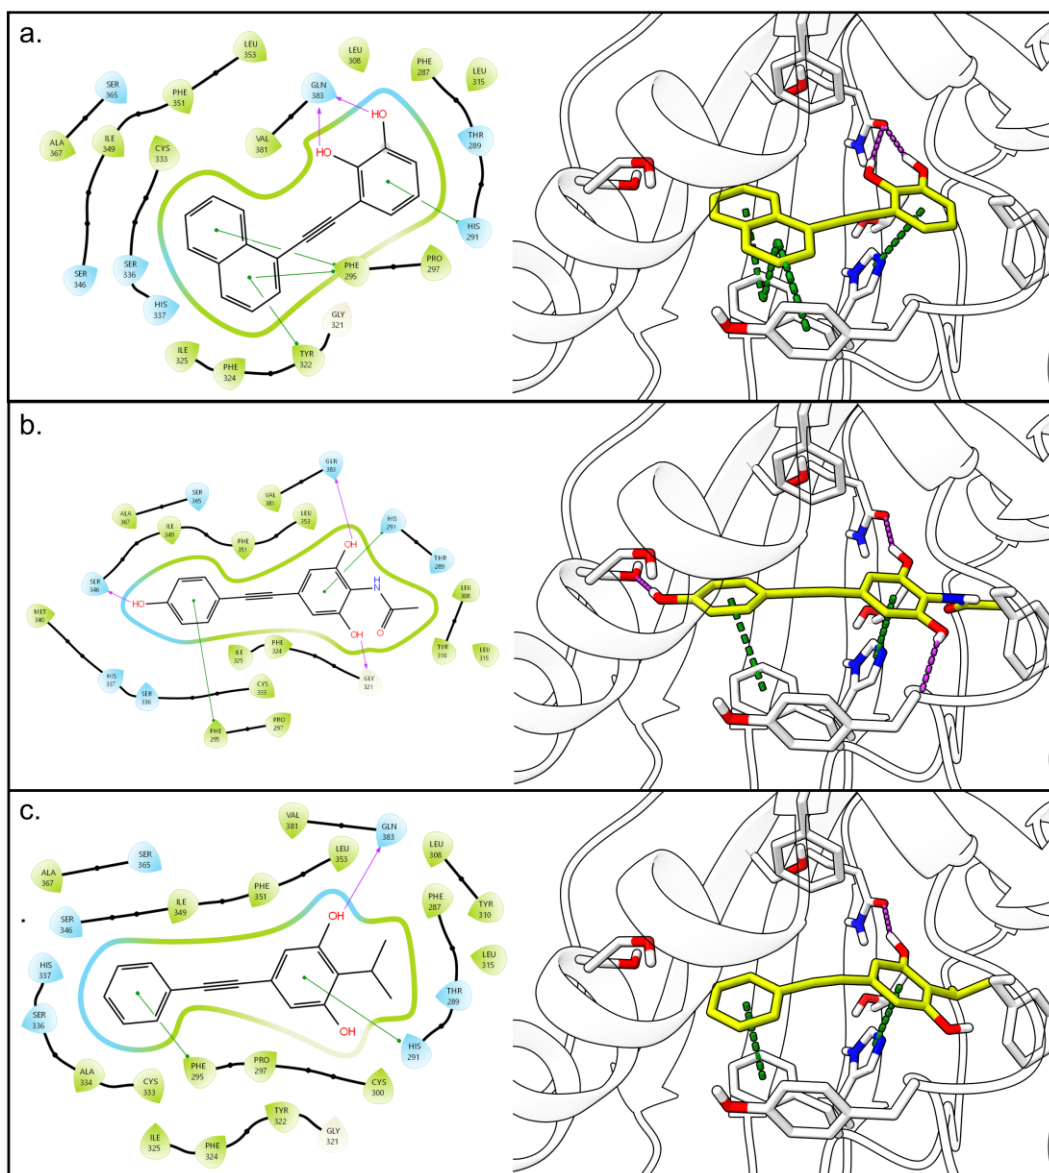 a.
LEU
353
LEU
308
PHE
287
LEU
315
SER
365
PHE
351
GLN
383
HO
HO
ALA
367
ILE
349
CYS
333
VAL
381
THR
289
HIS
291
SER
346
SER
336
HIS
337
PHE
295
PRO
297
GLY
321
ILE
325
PHE
324
TYR
322
b.
GLN
383
SER
365
VAL
381
ALA
367
ILE
349
PHE
351
LEU
353
HIS
291
THR
289
OH
H
N
O
OH
SER
346
HO
LEU
308
MET
340
ILE
325
PHE
324
TYR
310
LEU
315
HIS
337
SER
336
CYS
333
GLY
321
PHE
295
PRO
297
c.
VAL
381
GLN
383
SER
365
LEU
353
LEU
308
ALA
367
ILE
349
PHE
351
PHE
287
TYR
310
SER
346
OH
LEU
315
HIS
337
THR
289
SER
336
OH
HIS
291
ALA
334
CYS
333
PHE
295
PRO
297
CYS
300
ILE
325
PHE
324
TYR
322
GLY
321